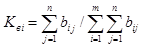 K_{ei} = \sum_{j=1}^{n} b_{ij} / \sum_{i=1}^{m} \sum_{j=1}^{n} b_{ij}